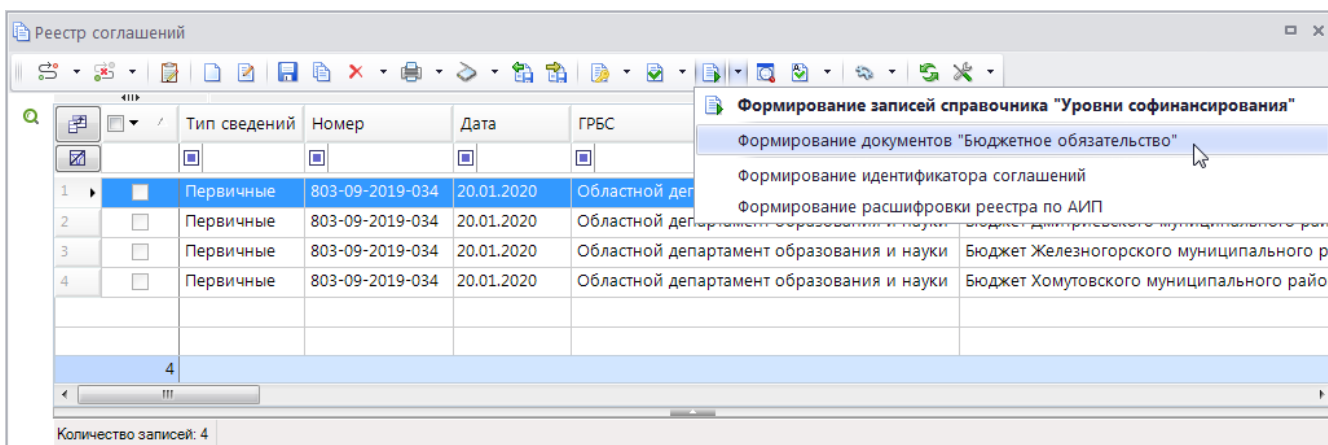 Реестр соглашений
Формирование записей справочника "Уровни софинансирования"
Формирование документов "Бюджетное обязательство"
Формирование идентификатора соглашений
Формирование расшифровки реестра по АИП
Тип сведений Номер Дата ГРБС
1 Первичные 803-09-2019-034 20.01.2020 Областной деп
2 Первичные 803-09-2019-034 20.01.2020 Областной департамент образования и науки Бюджет Дмитриевского муниципального рай
3 Первичные 803-09-2019-034 20.01.2020 Областной департамент образования и науки Бюджет Железногорского муниципального р
4 Первичные 803-09-2019-034 20.01.2020 Областной департамент образования и науки Бюджет Хомутовского муниципального райо
4
Количество записей: 4